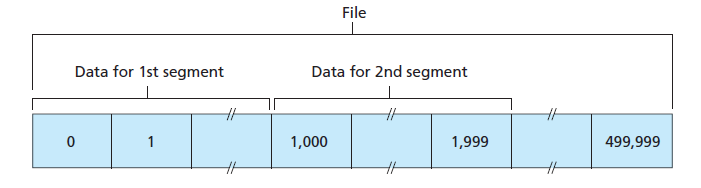 File
Data for 1st segment
Data for 2nd segment
0
1
1,000
1,999
499,999